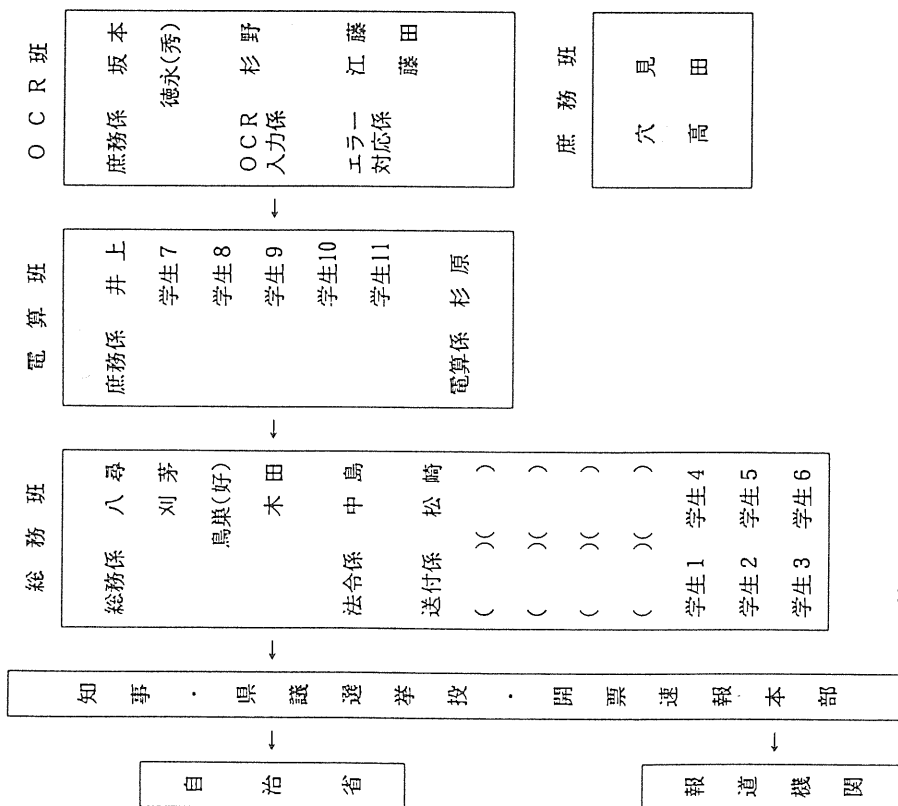 自治省
報道機関
知事・県議選挙投・開票速報本部
総務班
総務係 八尋
刈茅
鳥巣(好)
木田
法令係 中島
送付係 松崎
(　　)(　　)
(　　)(　　)
(　　)(　　)
(　　)(　　)
学生1 学生4
学生2 学生5
学生3 学生6
電算班
庶務係 井上
学生7
学生8
学生9
学生10
学生11
電算係 杉原
OCR班
庶務係 坂本
徳永(秀)
OCR
入力係 杉野
エラー
対応係 江藤
藤田
庶務班
穴見
高田